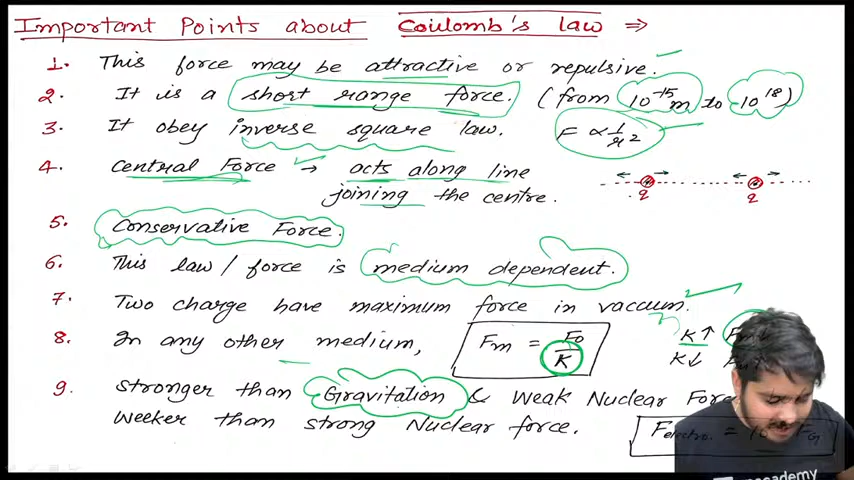 Important Points about Coulomb's law ⇒
1. This force may be attractive or repulsive.
2. It is a short range force. (from 10⁻¹⁵m to 10¹⁸)
3. It obey inverse square law. F ∝ 1/r²
4. Central Force → acts along line
joining the centre.
q q
5. Conservative Force.
6. This law/force is medium dependent.
7. Two charge have maximum force in vaccum.
8. In any other medium, Fm = F0/K
K↑
K↓
9. Stronger than Gravitation & Weak Nuclear
Weeker than strong Nuclear force.
Felectro. = FG